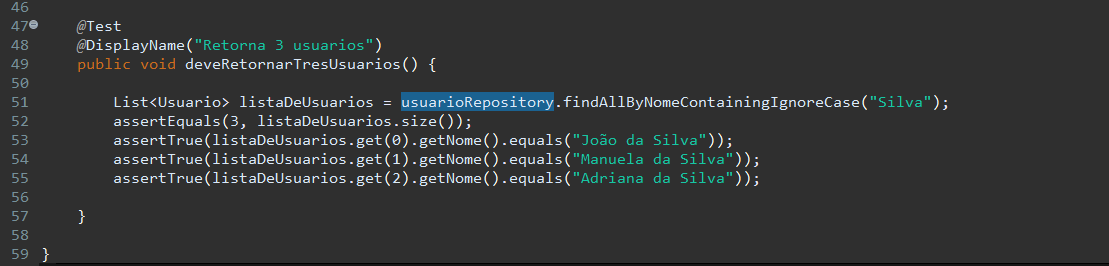 46
47 @Test
48 @DisplayName("Retorna 3 usuarios")
49 public void deveRetornarTresUsuarios() {
50
51 List<Usuario> listaDeUsuarios = usuarioRepository.findAllByNomeContainingIgnoreCase("Silva");
52 assertEquals(3, listaDeUsuarios.size());
53 assertTrue(listaDeUsuarios.get(0).getNome().equals("João da Silva"));
54 assertTrue(listaDeUsuarios.get(1).getNome().equals("Manuela da Silva"));
55 assertTrue(listaDeUsuarios.get(2).getNome().equals("Adriana da Silva"));
56
57 }
58
59 }